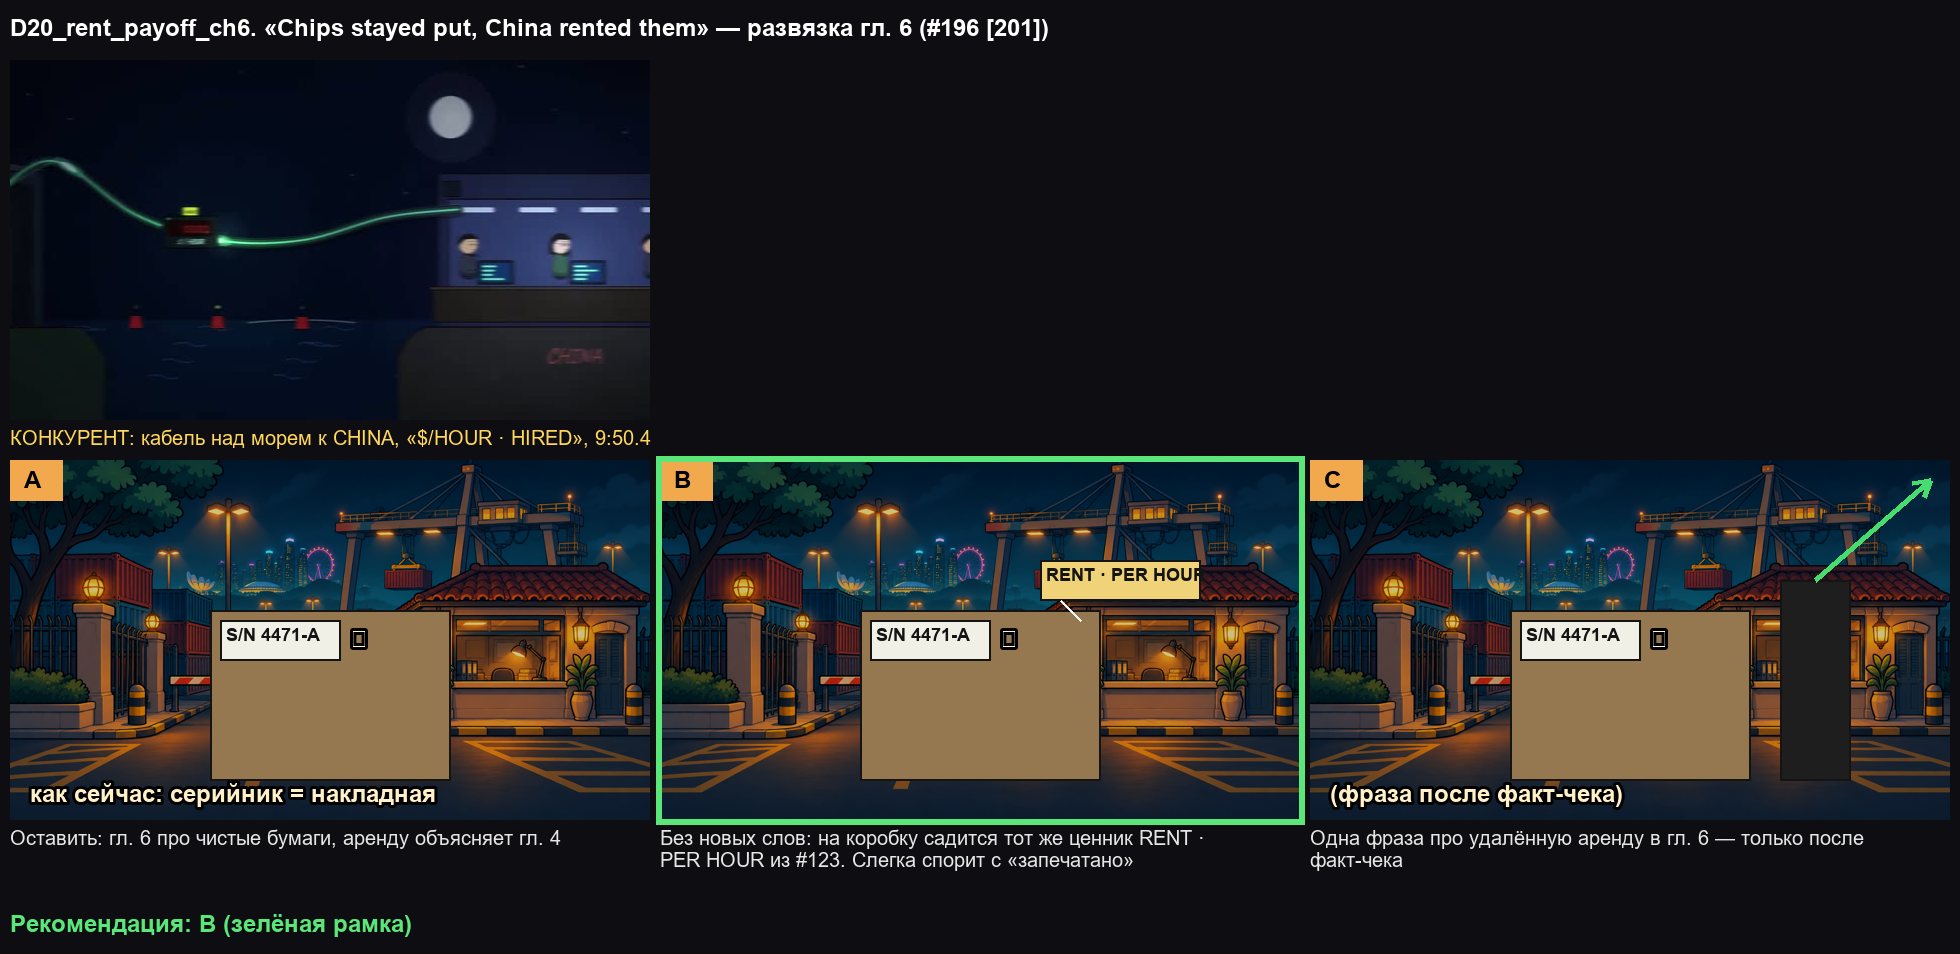 D20_rent_payoff_ch6. «Chips stayed put, China rented them» — развязка гл. 6 (#196 [201])
CHINA
КОНКУРЕНТ: кабель над морем к CHINA, «$/HOUR · HIRED», 9:50.4
A
S/N 4471-A
как сейчас: серийник = накладная
Оставить: гл. 6 про чистые бумаги, аренду объясняет гл. 4
B
RENT · PER HOUR
S/N 4471-A
Без новых слов: на коробку садится тот же ценник RENT ·
PER HOUR из #123. Слегка спорит с «запечатано»
C
S/N 4471-A
(фраза после факт-чека)
Одна фраза про удалённую аренду в гл. 6 — только после
факт-чека
Рекомендация: B (зелёная рамка)